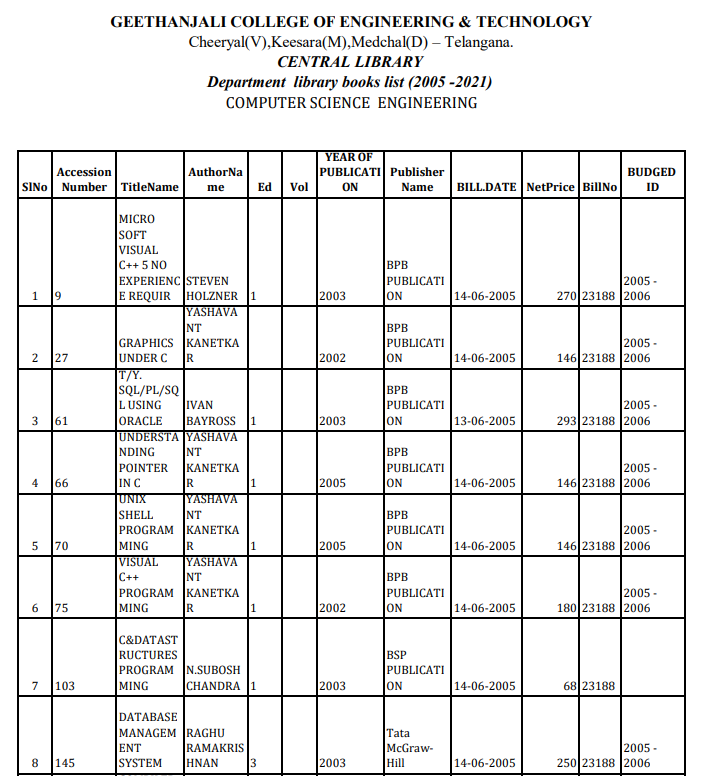 GEETHANJALI COLLEGE OF ENGINEERING & TECHNOLOGY
Cheeryal(V),Keesara(M),Medchal(D) – Telangana.
CENTRAL LIBRARY
Department library books list (2005 -2021)
COMPUTER SCIENCE ENGINEERING
SlNo Accession Number TitleName AuthorName Ed Vol YEAR OF PUBLICATION Publisher Name BILL.DATE NetPrice BillNo BUDGED ID
1 9 MICRO SOFT VISUAL C++ 5 NO EXPERIENCE REQUIR STEVEN HOLZNER 1 2003 BPB PUBLICATION 14-06-2005 270 23188 2005 - 2006
2 27 GRAPHICS UNDER C YASHAVANT KANETKAR 2002 BPB PUBLICATION 14-06-2005 146 23188 2005 - 2006
3 61 T/Y. SQL/PL/SQL USING ORACLE IVAN BAYROSS 1 2003 BPB PUBLICATION 13-06-2005 293 23188 2005 - 2006
4 66 UNDERSTANDING POINTER IN C YASHAVANT KANETKAR 1 2005 BPB PUBLICATION 14-06-2005 146 23188 2005 - 2006
5 70 UNIX SHELL PROGRAMMING YASHAVANT KANETKAR 1 2005 BPB PUBLICATION 14-06-2005 146 23188 2005 - 2006
6 75 VISUAL C++ PROGRAMMING YASHAVANT KANETKAR 1 2002 BPB PUBLICATION 14-06-2005 180 23188 2005 - 2006
7 103 C&DATASTRUCTURES PROGRAMMING N.SUBOSH CHANDRA 1 2003 BSP PUBLICATION 14-06-2005 68 23188
8 145 DATABASE MANAGEMENT SYSTEM RAGHU RAMAKRISHNAN 3 2003 Tata McGraw-Hill 14-06-2005 250 23188 2005 - 2006